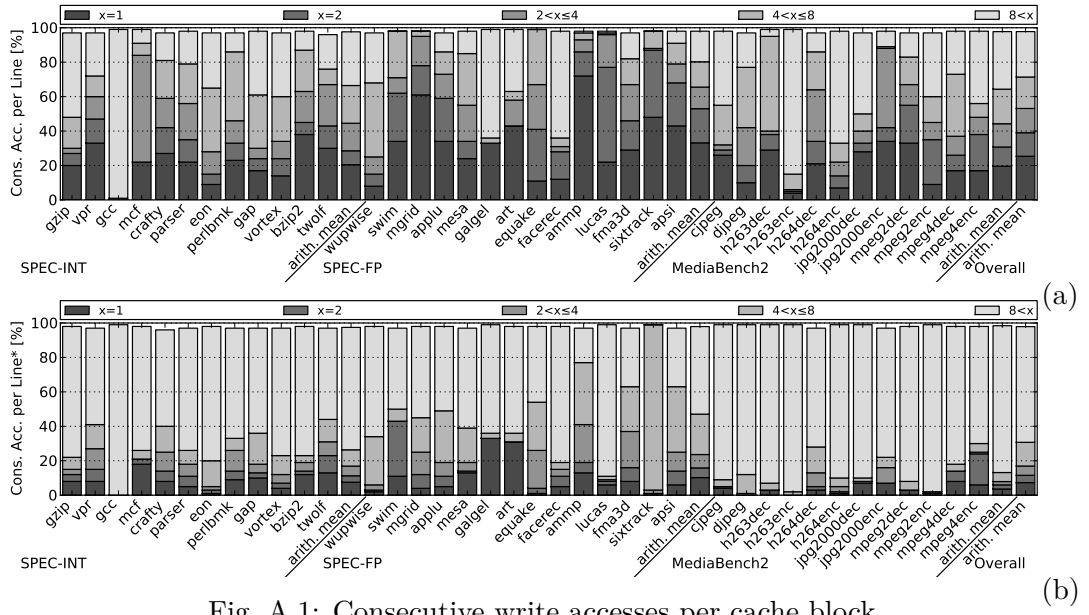 x=1 x=2 2<x≤4 4<x≤8 8<x
Cons. Acc. per Line [%]
100
80
60
40
20
0
gzip vpr gcc mcf crafty parser eon perlbmk gap vortex bzip2 twolf arith. mean wupwise swim mgrid applu mesa galgel art equake facerec ammp lucas fma3d sixtrack apsi arith. mean cjpeg djpeg h263dec h263enc h264dec h264enc jpg2000dec jpg2000enc mpeg2dec mpeg2enc mpeg4dec mpeg4enc arith. mean arith. mean
SPEC-INT SPEC-FP MediaBench2 Overall
(a)
x=1 x=2 2<x≤4 4<x≤8 8<x
Cons. Acc. per Line* [%]
100
80
60
40
20
0
gzip vpr gcc mcf crafty parser eon perlbmk gap vortex bzip2 twolf arith. mean wupwise swim mgrid applu mesa galgel art equake facerec ammp lucas fma3d sixtrack apsi arith. mean cjpeg djpeg h263dec h263enc h264dec h264enc jpg2000dec jpg2000enc mpeg2dec mpeg2enc mpeg4dec mpeg4enc arith. mean arith. mean
SPEC-INT SPEC-FP MediaBench2 Overall
(b)
Fig. A.1: Consecutive write accesses per cache block